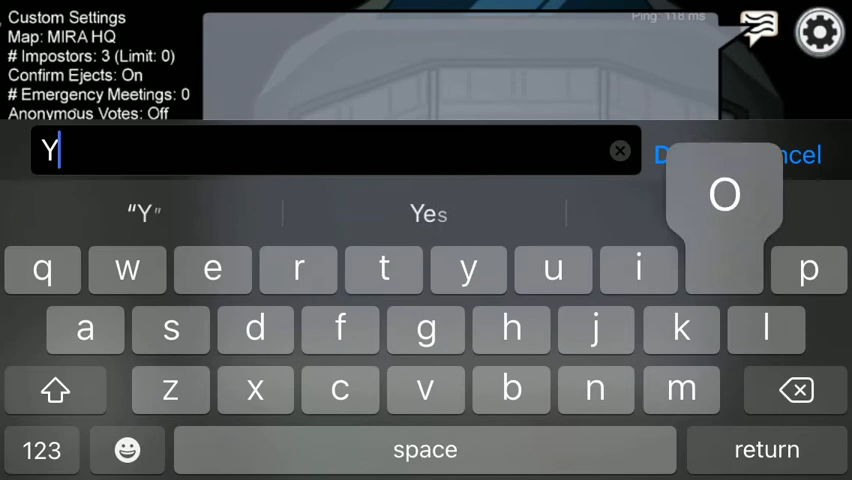 Custom Settings
Map: MIRA HQ
# Impostors: 3 (Limit: 0)
Confirm Ejects: On
# Emergency Meetings: 0
Anonymous Votes: Off
Ping: 118 ms
Y
“Y”
Yes
O
q w e r t y u i p
a s d f g h j k l
z x c v b n m
123 space return